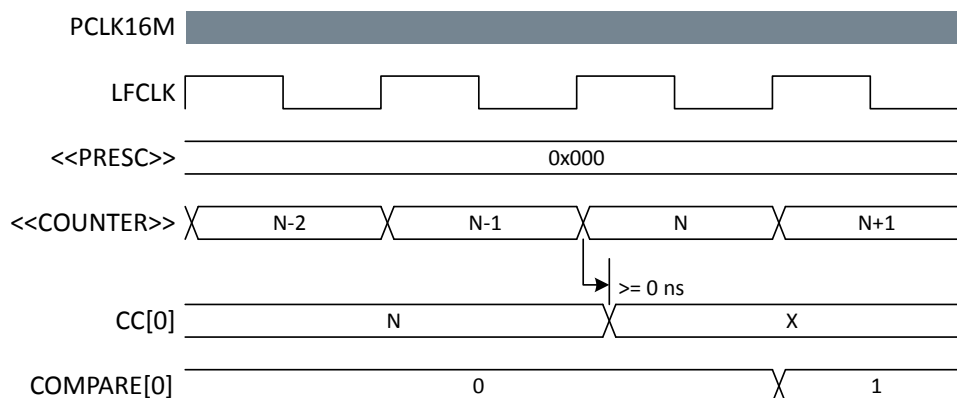 PCLK16M
LFCLK
<<PRESC>> 0x000
<<COUNTER>> N-2 N-1 N N+1
>= 0 ns
CC[0] N X
COMPARE[0] 0 1